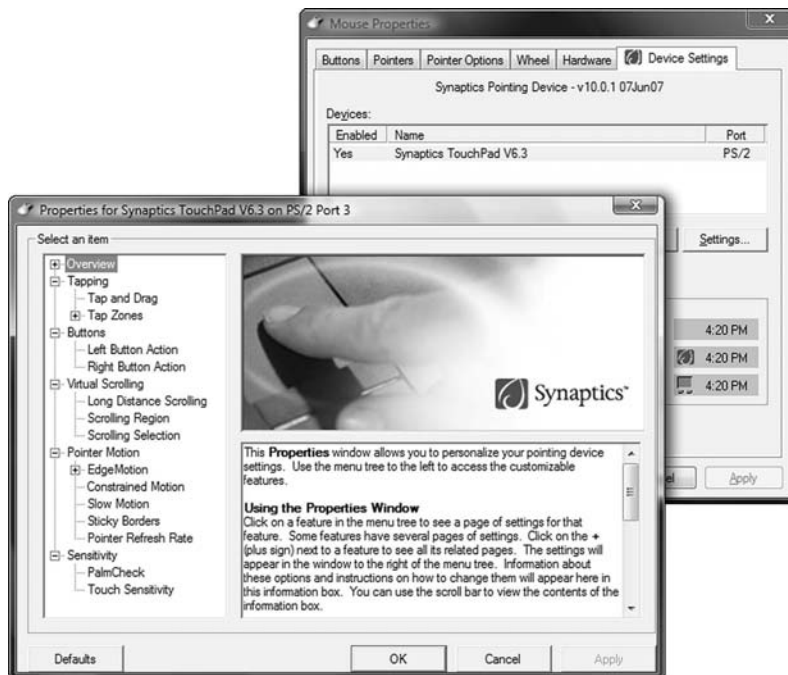 Mouse Properties
Buttons Pointers Pointer Options Wheel Hardware Device Settings
Synaptics Pointing Device - v10.0.1 07Jun07
Devices:
Enabled Name Port
Yes Synaptics TouchPad V6.3 PS/2
Settings...
4:20 PM
4:20 PM
4:20 PM
Apply
Properties for Synaptics TouchPad V6.3 on PS/2 Port 3
Select an item
Overview
Tapping
Tap and Drag
Tap Zones
Buttons
Left Button Action
Right Button Action
Virtual Scrolling
Long Distance Scrolling
Scrolling Region
Scrolling Selection
Pointer Motion
EdgeMotion
Constrained Motion
Slow Motion
Sticky Borders
Pointer Refresh Rate
Sensitivity
PalmCheck
Touch Sensitivity
Synaptics™
This Properties window allows you to personalize your pointing device
settings. Use the menu tree to the left to access the customizable
features.
Using the Properties Window
Click on a feature in the menu tree to see a page of settings for that
feature. Some features have several pages of settings. Click on the +
(plus sign) next to a feature to see all its related pages. The settings will
appear in the window to the right of the menu tree. Information about
these options and instructions on how to change them will appear here in
this information box. You can use the scroll bar to view the contents of the
information box.
Defaults OK Cancel Apply